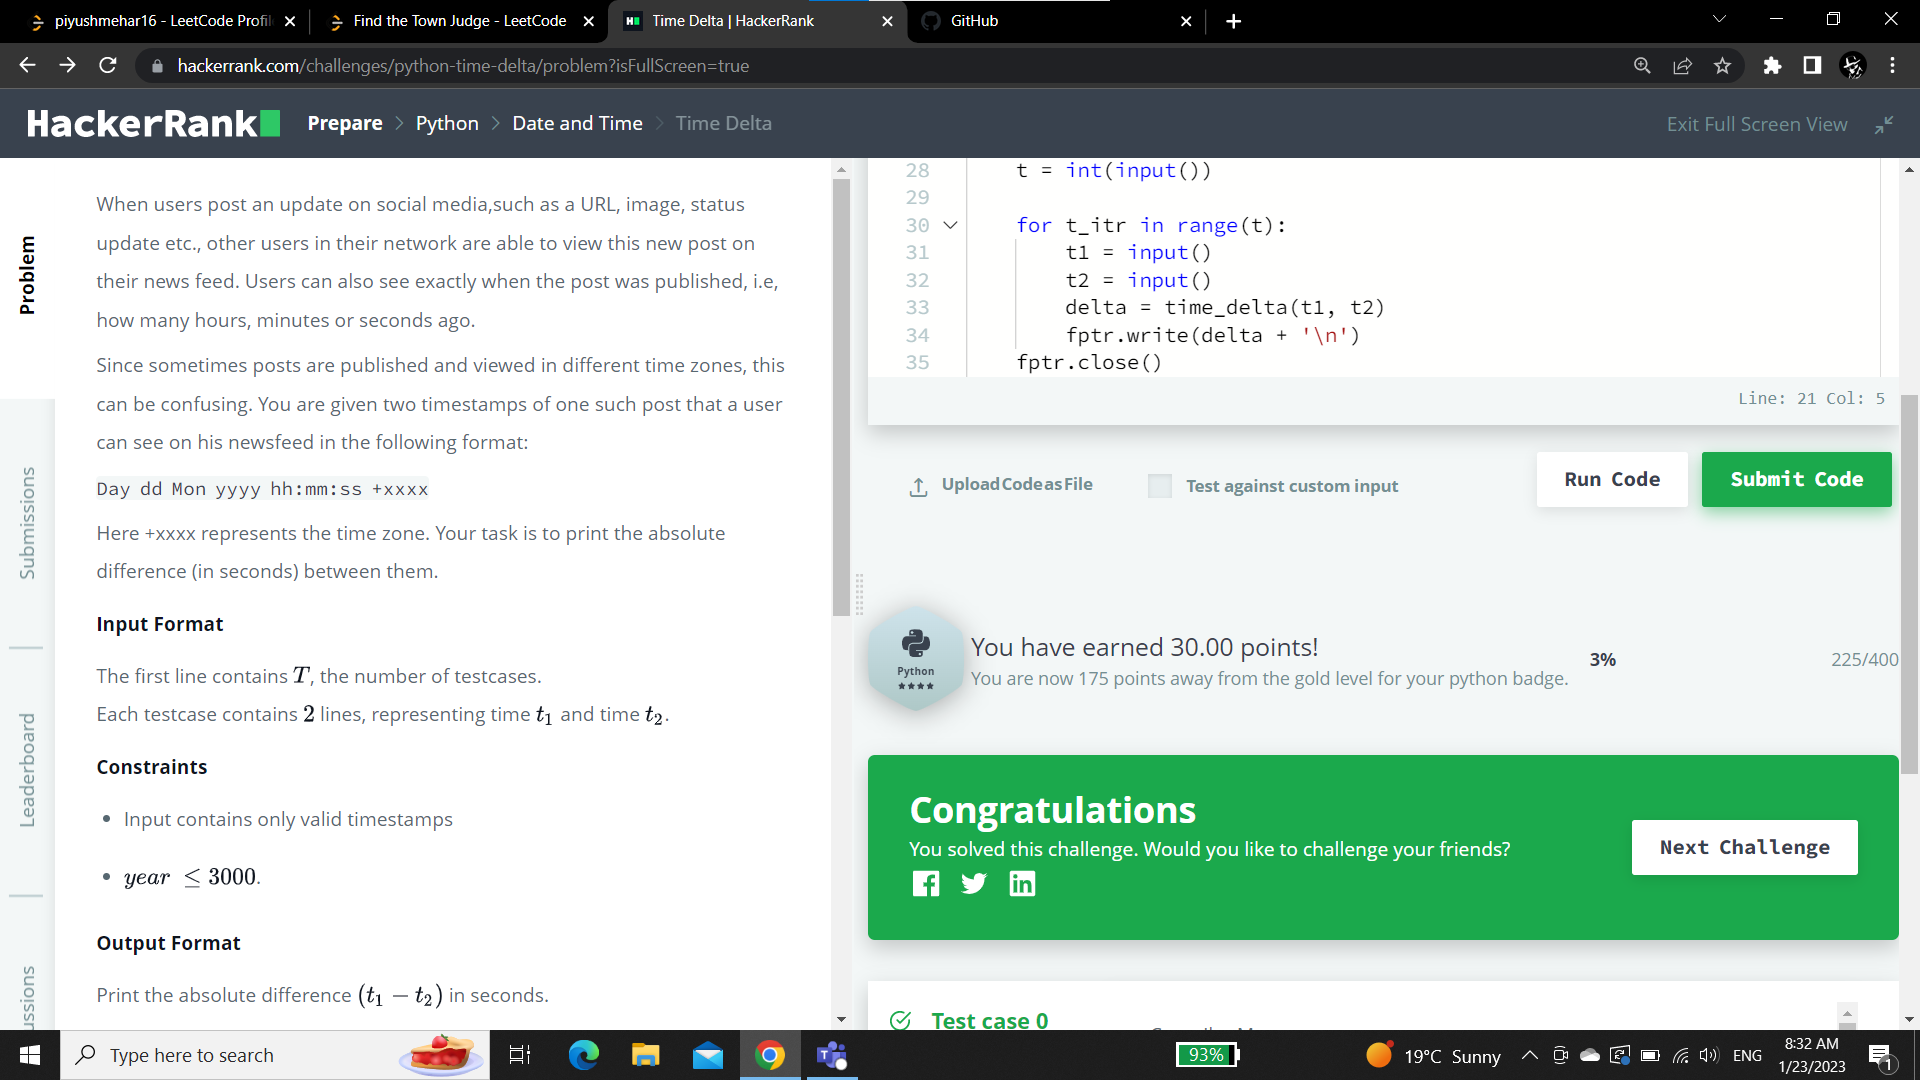 piyushmehar16 - LeetCode Profil
Find the Town Judge - LeetCode
Time Delta | HackerRank
GitHub
hackerrank.com/challenges/python-time-delta/problem?isFullScreen=true
HackerRank
Prepare > Python > Date and Time > Time Delta
Exit Full Screen View
Problem
Submissions
Leaderboard
ussions
When users post an update on social media,such as a URL, image, status
update etc., other users in their network are able to view this new post on
their news feed. Users can also see exactly when the post was published, i.e,
how many hours, minutes or seconds ago.
Since sometimes posts are published and viewed in different time zones, this
can be confusing. You are given two timestamps of one such post that a user
can see on his newsfeed in the following format:
Day dd Mon yyyy hh:mm:ss +xxxx
Here +xxxx represents the time zone. Your task is to print the absolute
difference (in seconds) between them.
Input Format
The first line contains T, the number of testcases.
Each testcase contains 2 lines, representing time t1 and time t2.
Constraints
• Input contains only valid timestamps
• year ≤ 3000.
Output Format
Print the absolute difference (t1 − t2) in seconds.
28 t = int(input())
29
30 for t_itr in range(t):
31 t1 = input()
32 t2 = input()
33 delta = time_delta(t1, t2)
34 fptr.write(delta + '\n')
35 fptr.close()
Line: 21 Col: 5
Upload Code as File
Test against custom input
Run Code
Submit Code
Python
You have earned 30.00 points!
You are now 175 points away from the gold level for your python badge.
3%
225/400
Congratulations
You solved this challenge. Would you like to challenge your friends?
Next Challenge
Test case 0
Type here to search
93%
19°C Sunny
ENG
8:32 AM
1/23/2023
1